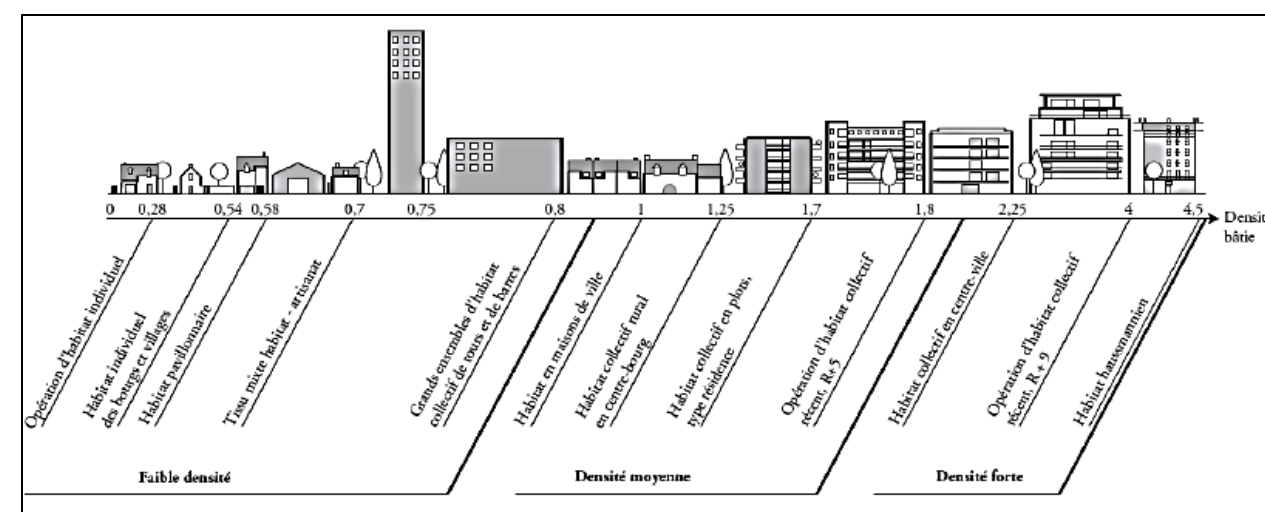 0 0,28 0,54 0,58 0,7 0,75 0,8 1 1,25 1,7 1,8 2,25 4 4,5
Densit
bâtie
Opération d'habitat individuel
Habitat individuel
des bourgs et villages
Habitat pavillonnaire
Tissu mixte habitat - artisanat
Grands ensembles d'habitat
collectif de tours et de barres
Habitat en maisons de ville
Habitat collectif rural
en centre-bourg
Habitat collectif en plots,
type résidence
Opération d'habitat collectif
récent, R+5
Habitat collectif en centre-ville
Opération d'habitat collectif
récent, R + 9
Habitat haussmannien
Faible densité
Densité moyenne
Densité forte